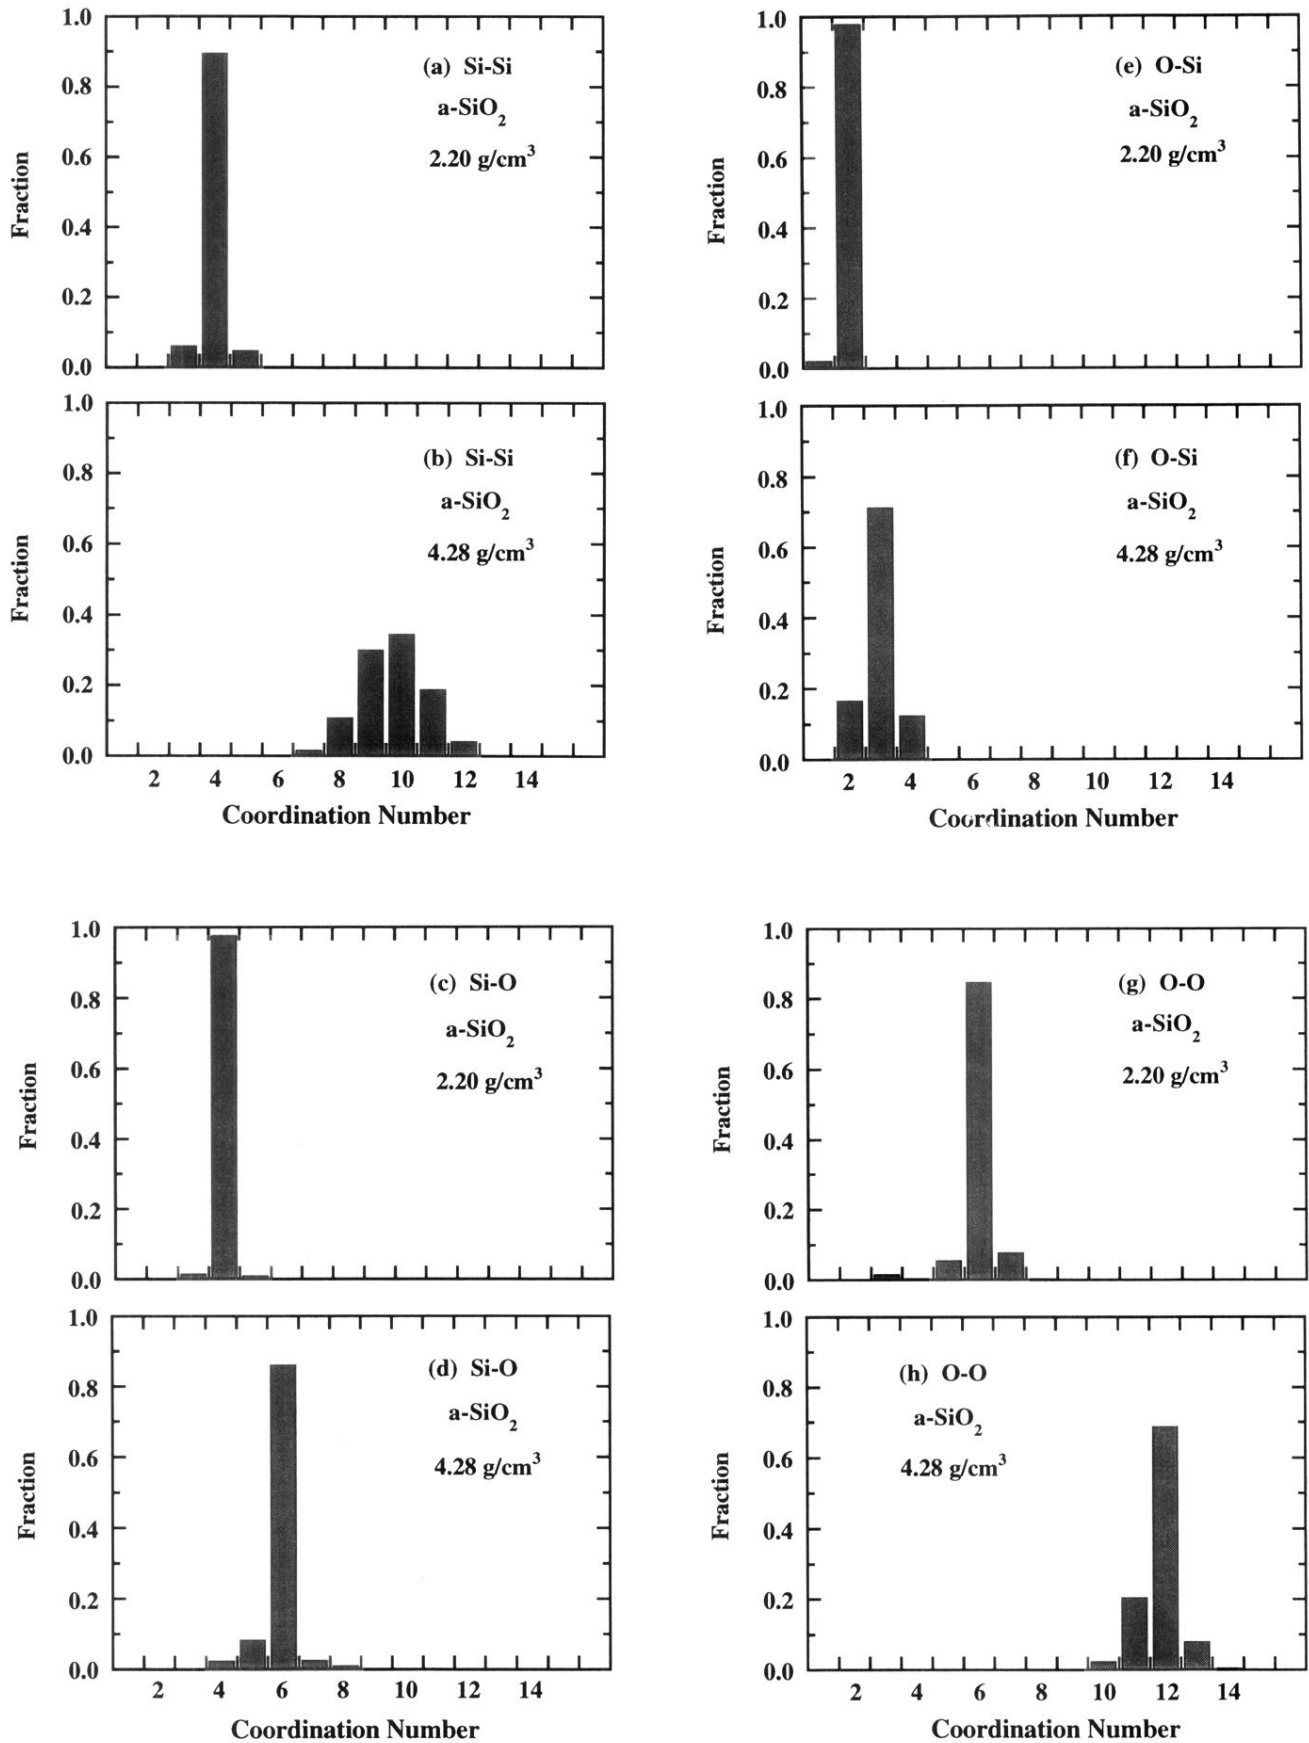 1.0
0.8
0.6
0.4
0.2
0.0
Fraction
(a) Si-Si
a-SiO2
2.20 g/cm3
1.0
0.8
0.6
0.4
0.2
0.0
Fraction
(b) Si-Si
a-SiO2
4.28 g/cm3
2 4 6 8 10 12 14
Coordination Number
1.0
0.8
0.6
0.4
0.2
0.0
Fraction
(e) O-Si
a-SiO2
2.20 g/cm3
1.0
0.8
0.6
0.4
0.2
0.0
Fraction
(f) O-Si
a-SiO2
4.28 g/cm3
2 4 6 8 10 12 14
Coordination Number
1.0
0.8
0.6
0.4
0.2
0.0
Fraction
(c) Si-O
a-SiO2
2.20 g/cm3
1.0
0.8
0.6
0.4
0.2
0.0
Fraction
(d) Si-O
a-SiO2
4.28 g/cm3
2 4 6 8 10 12 14
Coordination Number
1.0
0.8
0.6
0.4
0.2
0.0
Fraction
(g) O-O
a-SiO2
2.20 g/cm3
1.0
0.8
0.6
0.4
0.2
0.0
Fraction
(h) O-O
a-SiO2
4.28 g/cm3
2 4 6 8 10 12 14
Coordination Number